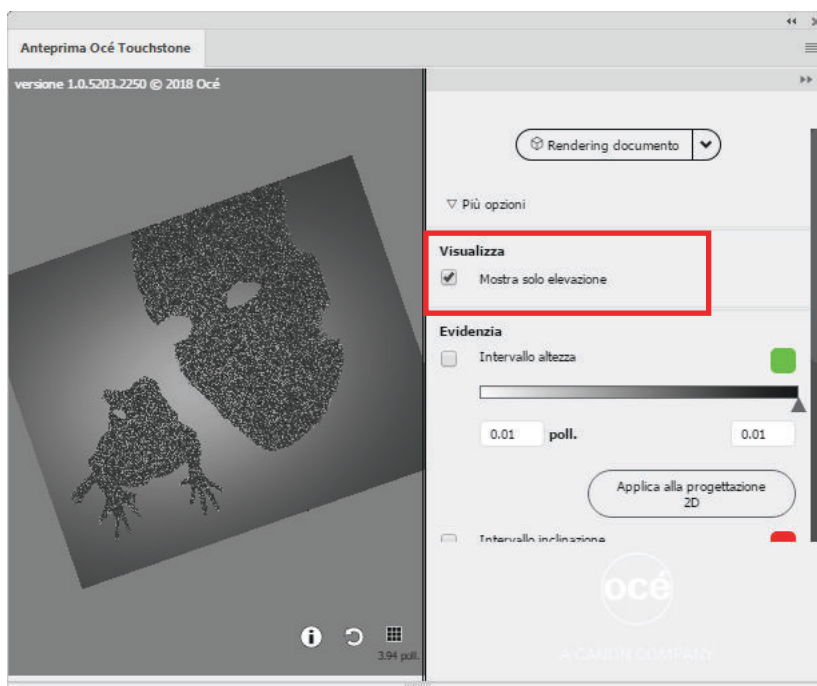 Anteprima Océ Touchstone
versione 1.0.5203.2250 © 2018 Océ
Rendering documento
Più opzioni
Visualizza
Mostra solo elevazione
Evidenzia
Intervallo altezza
0.01 poll. 0.01
Applica alla progettazione
2D
Intervallo inclinazione
océ
A CANON COMPANY
3.94 poll.